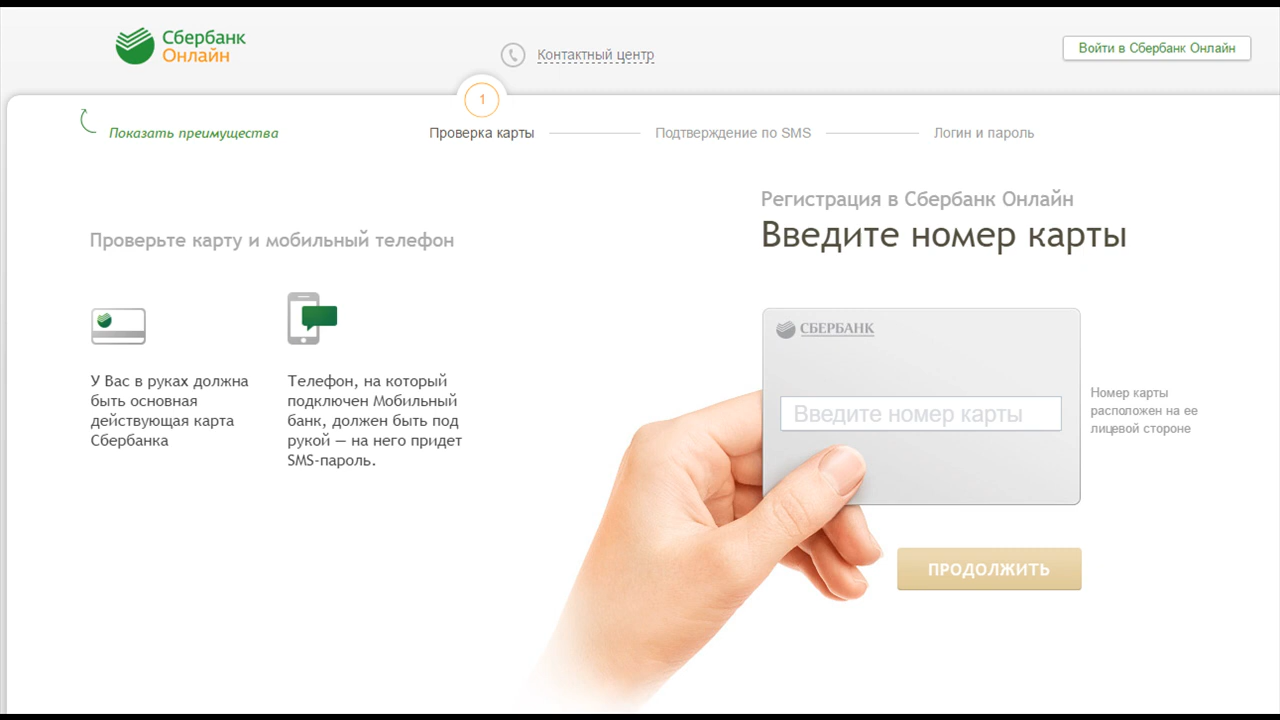 Сбербанк
Онлайн
Контактный центр
Войти в Сбербанк Онлайн
1
Показать преимущества
Проверка карты
Подтверждение по SMS
Логин и пароль
Регистрация в Сбербанк Онлайн
Введите номер карты
Проверьте карту и мобильный телефон
СБЕРБАНК
Введите номер карты
Номер карты
расположен на ее
лицевой стороне
У Вас в руках должна
быть основная
действующая карта
Сбербанка
Телефон, на который
подключен Мобильный
банк, должен быть под
рукой — на него придет
SMS-пароль.
ПРОДОЛЖИТЬ